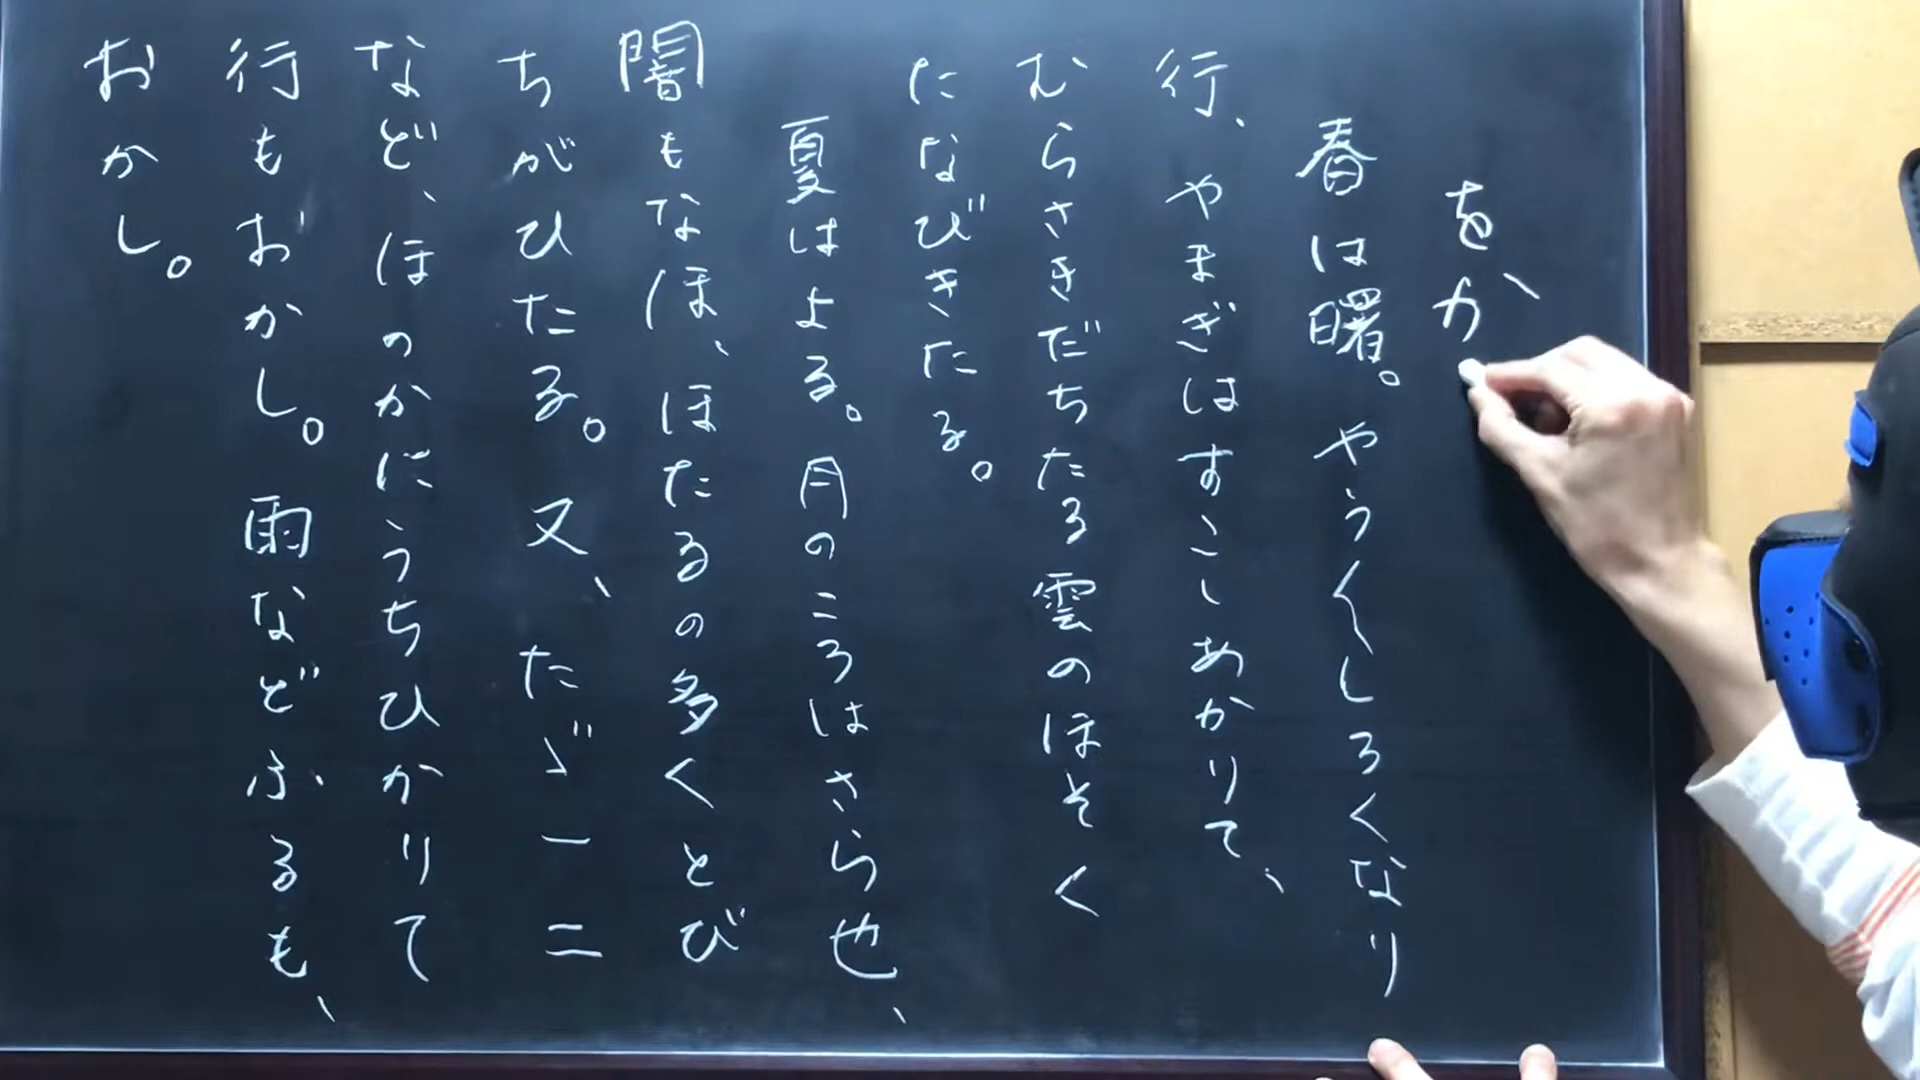 をか
春は曙。やう〱しろくなり
行、やまぎはすこしあかりて、
むらさきだちたる雲のほそく
たなびきたる。
夏はよる。月のころはさら也、
闇もなほ、ほたるの多くとび
ちがひたる。又、たゞ一二
など、ほのかにうちひかりて
行もおかし。雨などふるも、
おかし。